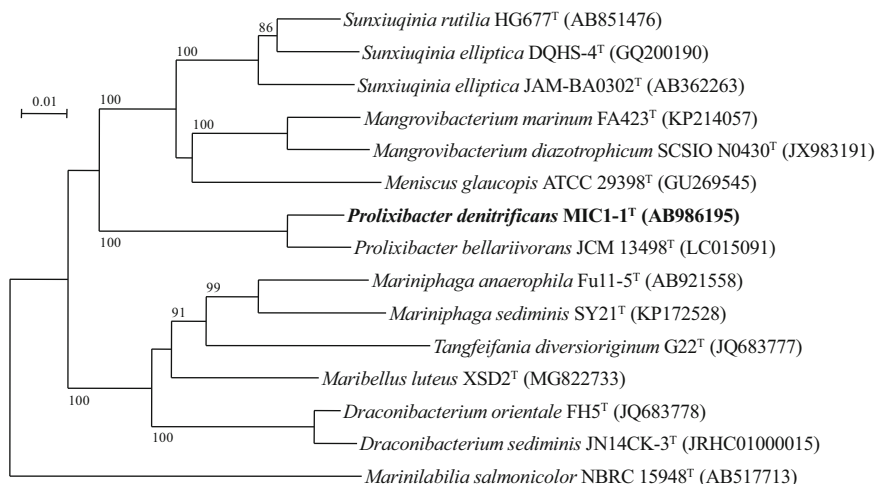 Sunxiuqinia rutilia HG677ᵀ (AB851476)
86
Sunxiuqinia elliptica DQHS-4ᵀ (GQ200190)
100
Sunxiuqinia elliptica JAM-BA0302ᵀ (AB362263)
0.01
100
Mangrovibacterium marinum FA423ᵀ (KP214057)
100
Mangrovibacterium diazotrophicum SCSIO N0430ᵀ (JX983191)
Meniscus glaucopis ATCC 29398ᵀ (GU269545)
Prolixibacter denitrificans MIC1-1ᵀ (AB986195)
100
Prolixibacter bellariivorans JCM 13498ᵀ (LC015091)
Mariniphaga anaerophila Fu11-5ᵀ (AB921558)
99
Mariniphaga sediminis SY21ᵀ (KP172528)
91
Tangfeifania diversioriginum G22ᵀ (JQ683777)
Maribellus luteus XSD2ᵀ (MG822733)
100
Draconibacterium orientale FH5ᵀ (JQ683778)
100
Draconibacterium sediminis JN14CK-3ᵀ (JRHC01000015)
Marinilabilia salmonicolor NBRC 15948ᵀ (AB517713)